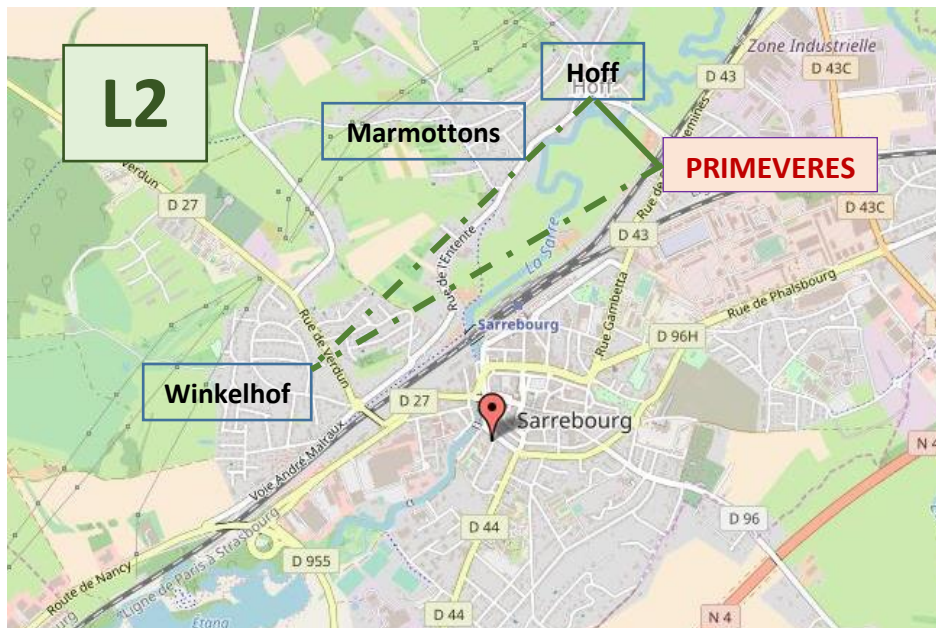 L2
Hoff
Hoff
Marmottons
PRIMEVERES
Winkelhof
Zone Industrielle
D 43
D 43C
Verdun
D 27
D 43C
D 43
Rue de l'Entente
La Sarre
Rue de Phalsbourg
Rue Gambetta
Sarrebourg
D 96H
Rue de Verdun
D 27
Sarrebourg
Voie André Malraux
N 4
D 44
D 96
D 955
Route de Nancy
Ligne de Paris à Strasbourg
Étang
D 44
N 4